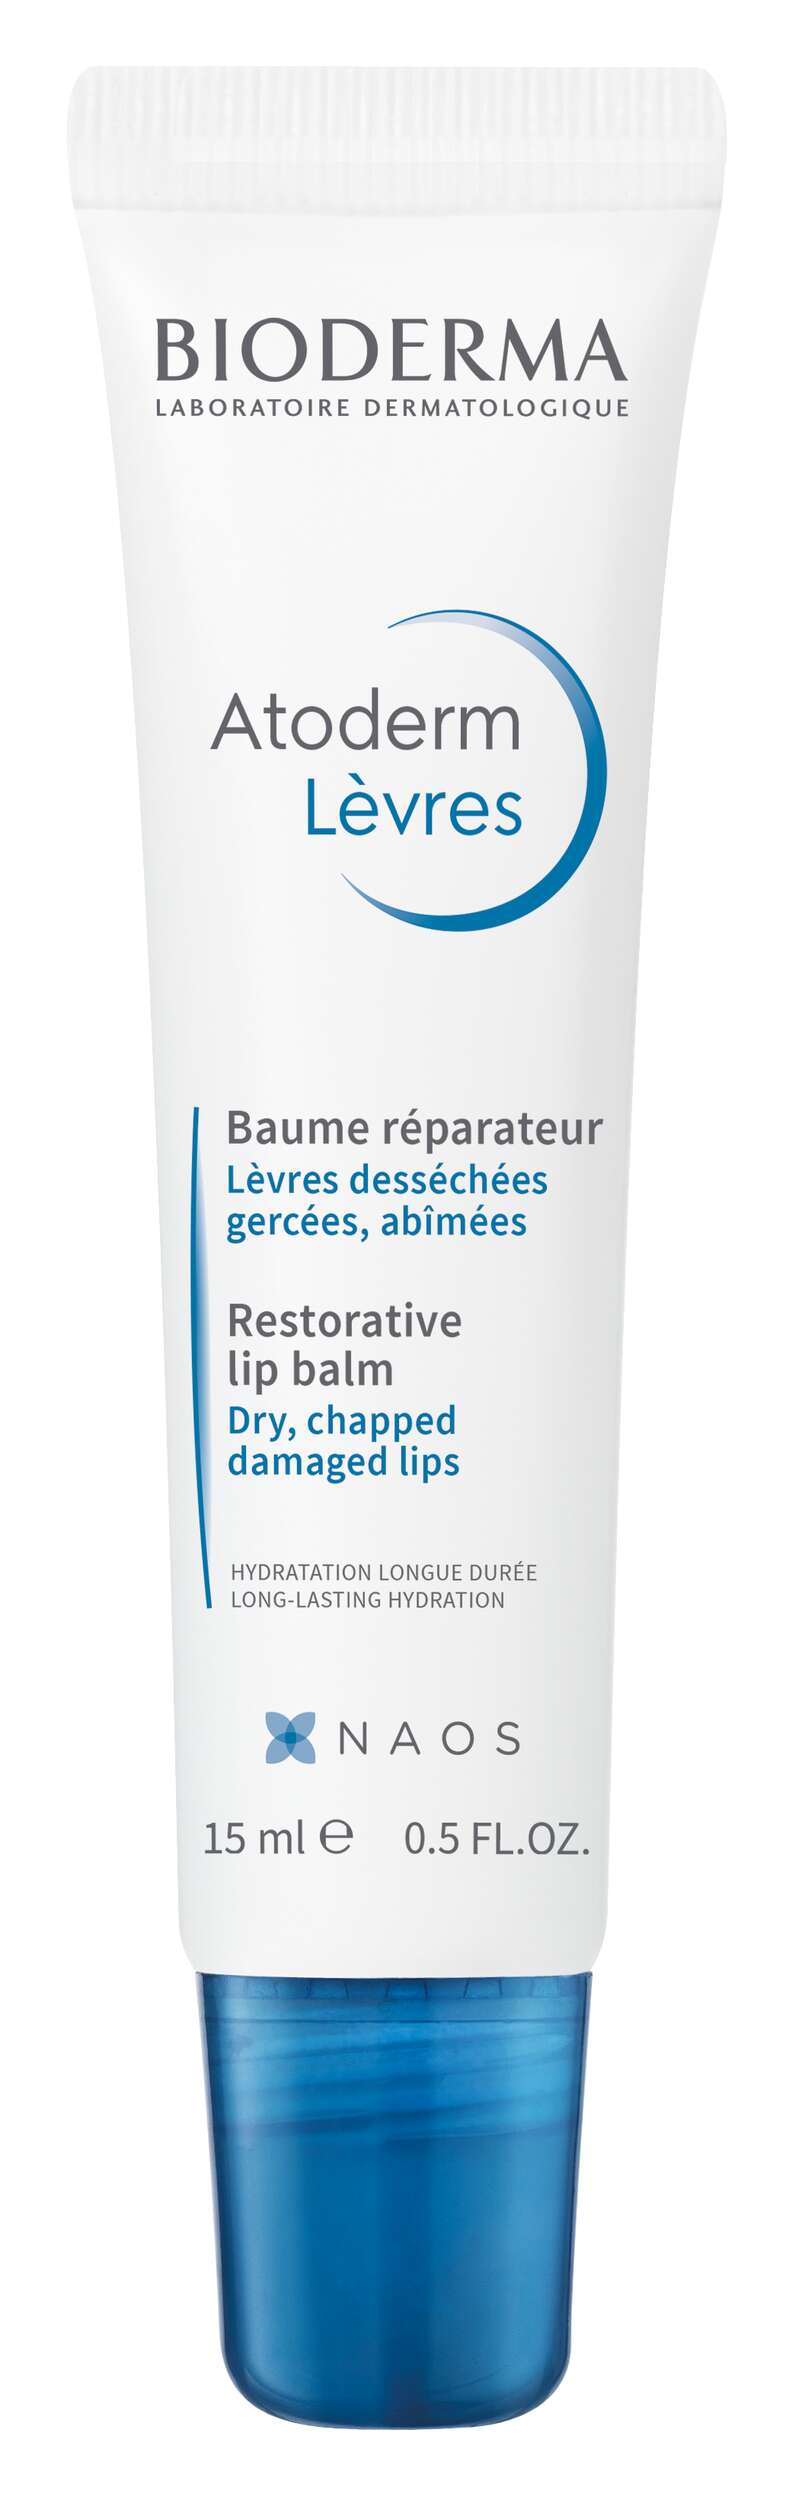 BIODERMA
LABORATOIRE DERMATOLOGIQUE
Atoderm
Lèvres
Baume réparateur
Lèvres desséchées
gercées, abîmées
Restorative
lip balm
Dry, chapped
damaged lips
HYDRATATION LONGUE DURÉE
LONG-LASTING HYDRATION
NAOS
15 ml ℮ 0.5 FL.OZ.